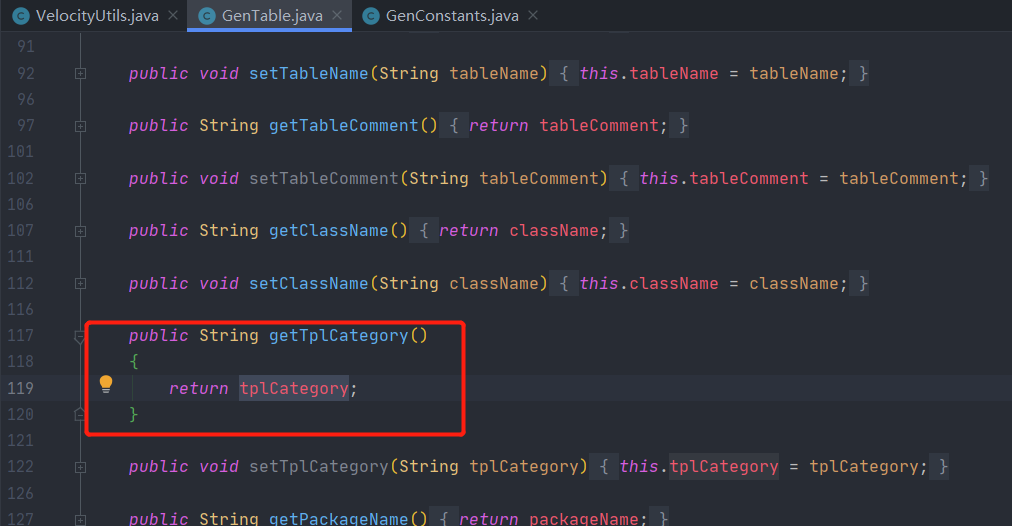 VelocityUtils.java GenTable.java GenConstants.java
91
92 public void setTableName(String tableName) { this.tableName = tableName; }
96
97 public String getTableComment() { return tableComment; }
101
102 public void setTableComment(String tableComment) { this.tableComment = tableComment; }
106
107 public String getClassName() { return className; }
111
112 public void setClassName(String className) { this.className = className; }
116
117 public String getTplCategory()
118 {
119 return tplCategory;
120 }
121
122 public void setTplCategory(String tplCategory) { this.tplCategory = tplCategory; }
126
127 public String getPackageName() { return packageName; }